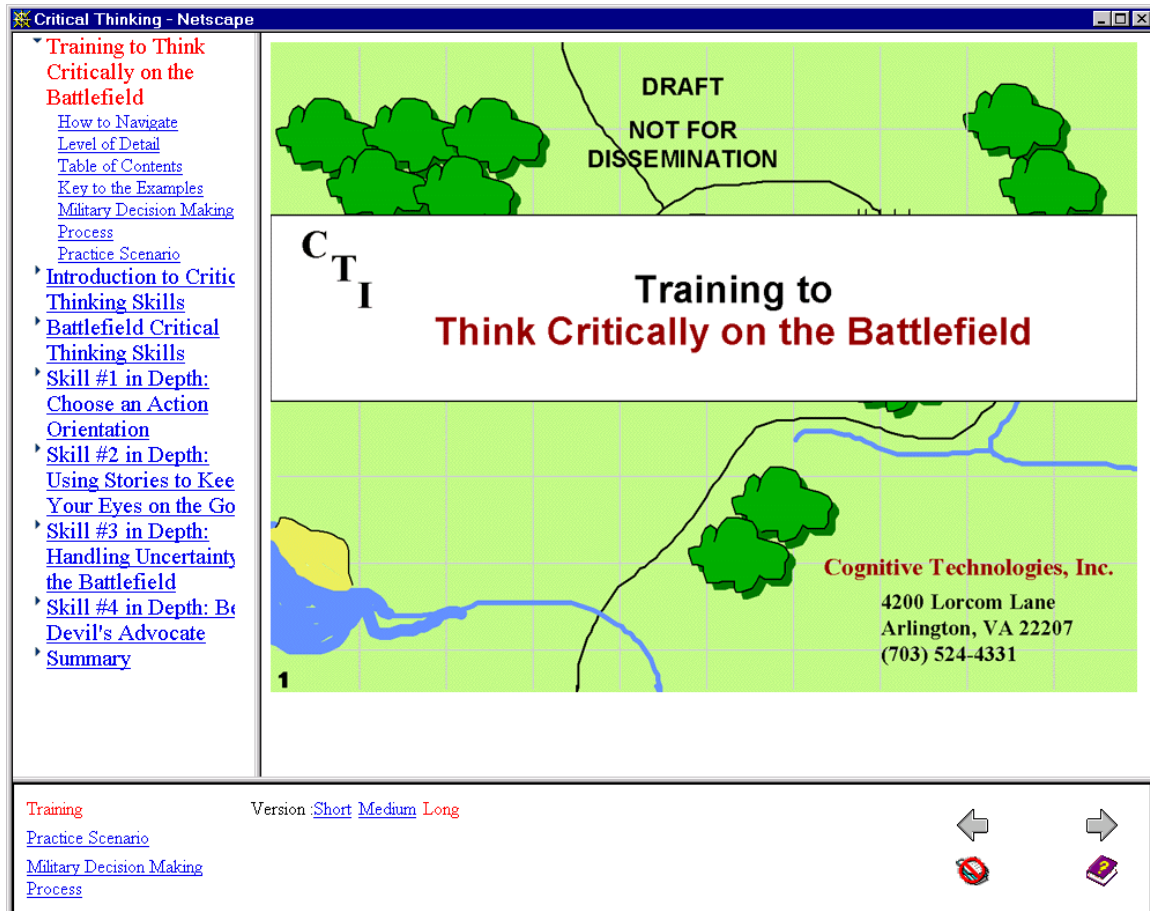 Critical Thinking - Netscape
Training to Think
Critically on the
Battlefield
How to Navigate
Level of Detail
Table of Contents
Key to the Examples
Military Decision Making
Process
Practice Scenario
Introduction to Critic
Thinking Skills
Battlefield Critical
Thinking Skills
Skill #1 in Depth:
Choose an Action
Orientation
Skill #2 in Depth:
Using Stories to Kee
Your Eyes on the Go
Skill #3 in Depth:
Handling Uncertainty
the Battlefield
Skill #4 in Depth: Be
Devil's Advocate
Summary
DRAFT
NOT FOR
DISSEMINATION
C
T
I
Training to
Think Critically on the Battlefield
Cognitive Technologies, Inc.
4200 Lorcom Lane
Arlington, VA 22207
(703) 524-4331
1
Training
Version :Short Medium Long
Practice Scenario
Military Decision Making
Process
?